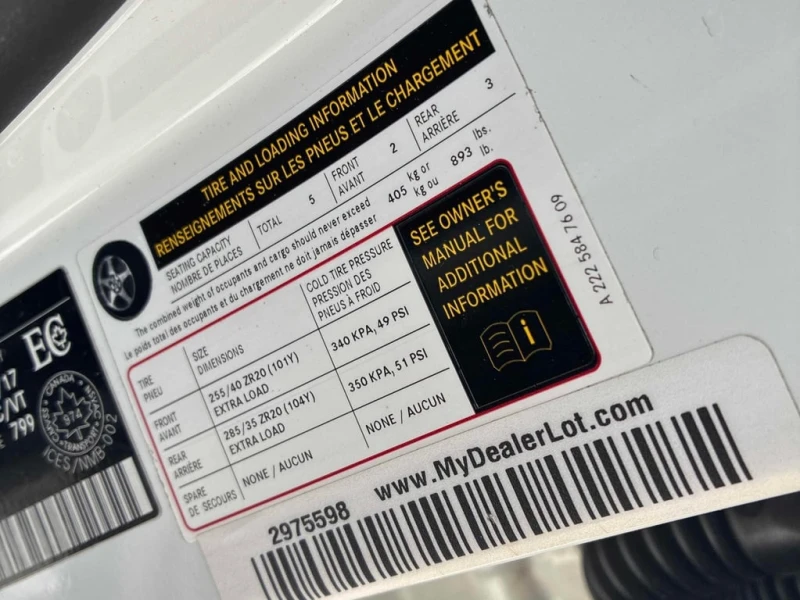 TIRE AND LOADING INFORMATION
RENSEIGNEMENTS SUR LES PNEUS ET LE CHARGEMENT
SEATING CAPACITY
NOMBRE DE PLACES
TOTAL 5
FRONT
AVANT
2
REAR
ARRIÈRE
3
The combined weight of occupants and cargo should never exceed 405 kg or 893 lbs.
Le poids total des occupants et du chargement ne doit jamais dépasser kg ou lb.
TIRE
PNEU
SIZE
DIMENSIONS
COLD TIRE PRESSURE
PRESSION DES
PNEUS À FROID
FRONT
AVANT
255/40 ZR20 (101Y)
EXTRA LOAD
340 KPA, 49 PSI
REAR
ARRIÈRE
285/35 ZR20 (104Y)
EXTRA LOAD
350 KPA, 51 PSI
SPARE
DE SECOURS
NONE / AUCUN
NONE / AUCUN
SEE OWNER'S
MANUAL FOR
ADDITIONAL
INFORMATION
A 222 584 76 09
EC
17
799
CANADA
974
TRANSPORT
ICES/NMB-002
2975598
www.MyDealerLot.com